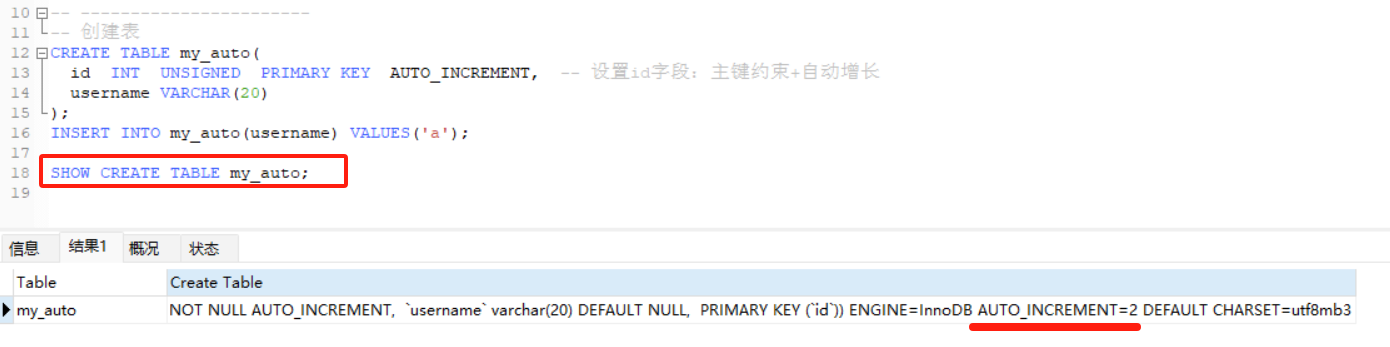 10 -- -----------------------
11 -- 创建表
12 CREATE TABLE my_auto(
13 id INT UNSIGNED PRIMARY KEY AUTO_INCREMENT, -- 设置id字段：主键约束+自动增长
14 username VARCHAR(20)
15 );
16 INSERT INTO my_auto(username) VALUES('a');
17
18 SHOW CREATE TABLE my_auto;
19
信息 结果1 概况 状态
Table Create Table
my_auto NOT NULL AUTO_INCREMENT, `username` varchar(20) DEFAULT NULL, PRIMARY KEY (`id`)) ENGINE=InnoDB AUTO_INCREMENT=2 DEFAULT CHARSET=utf8mb3